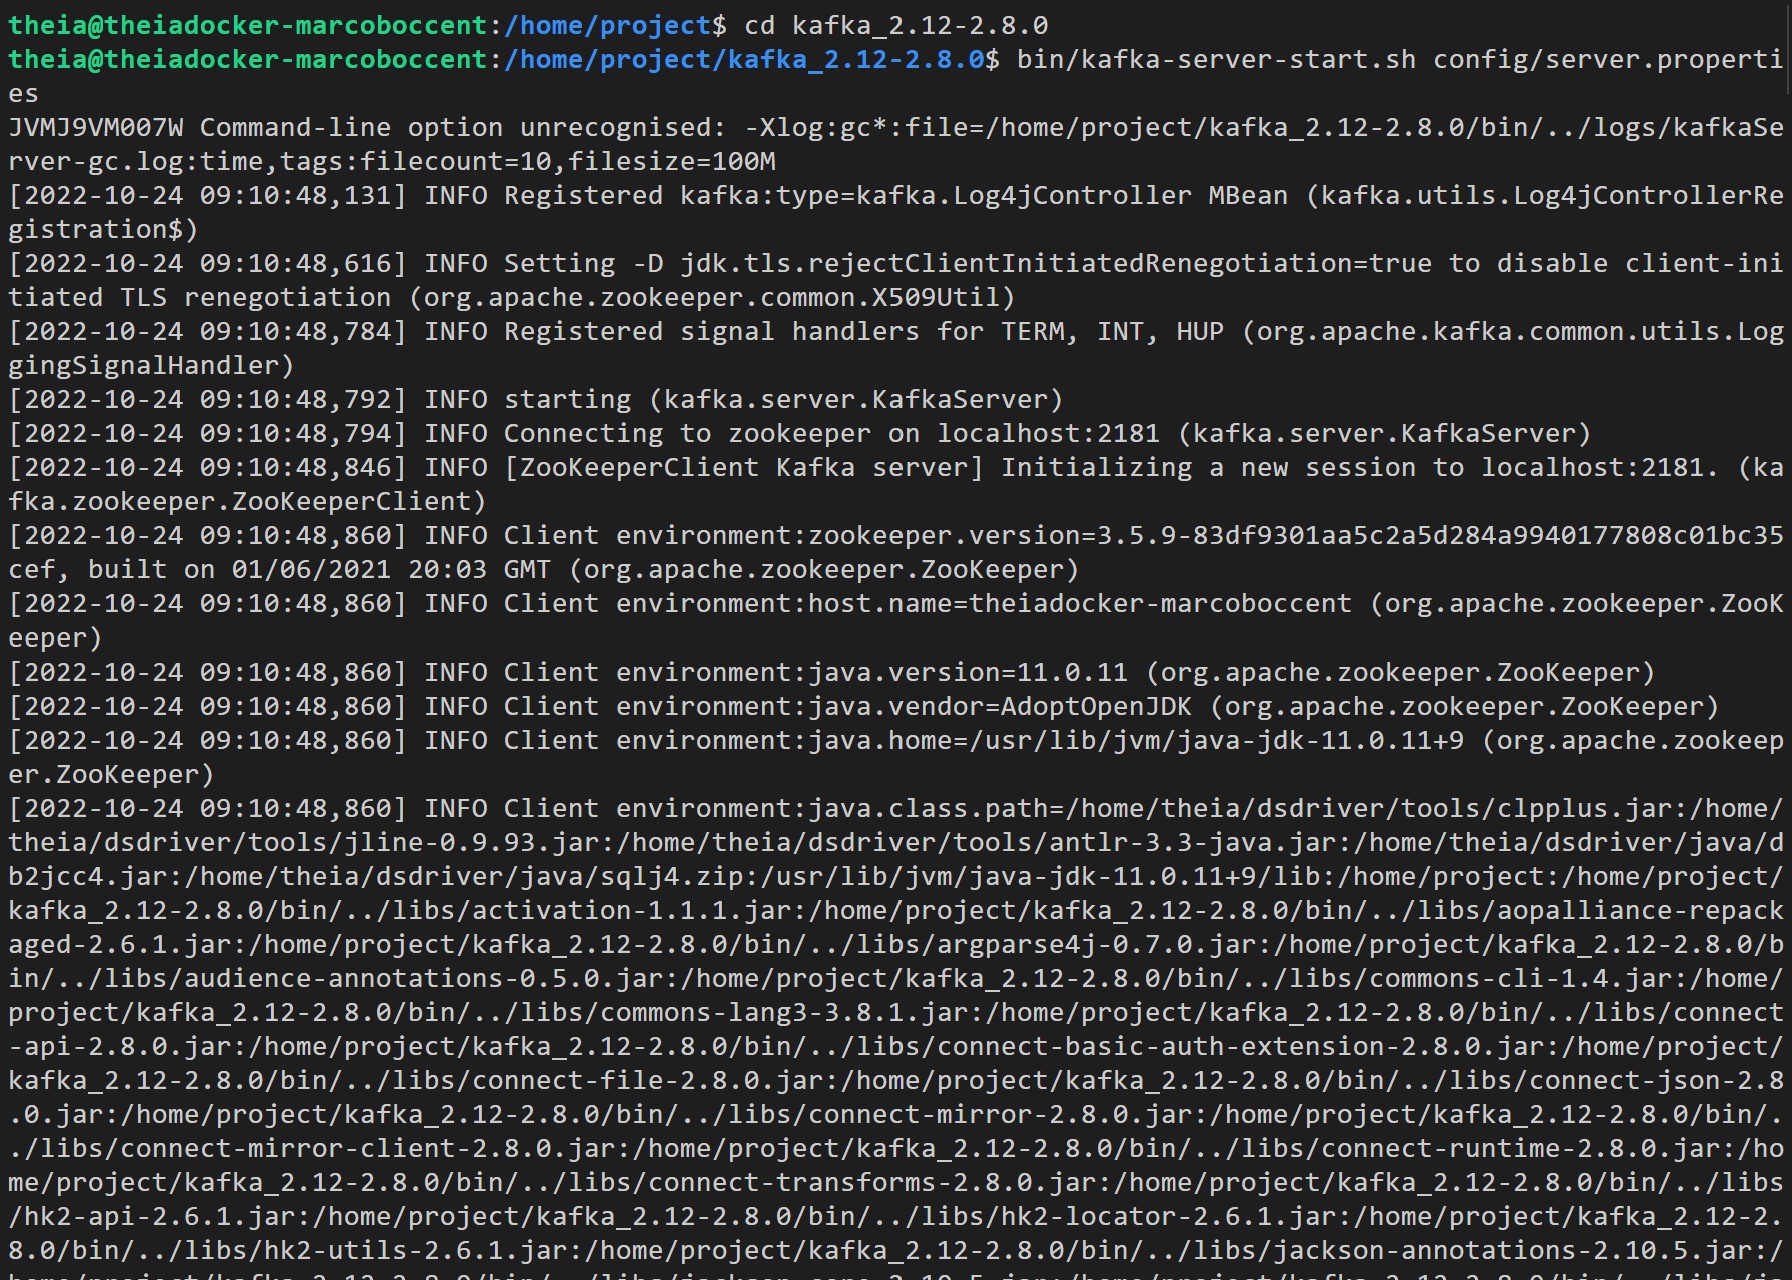 theia@theiadocker-marcoboccent:/home/project$ cd kafka_2.12-2.8.0
theia@theiadocker-marcoboccent:/home/project/kafka_2.12-2.8.0$ bin/kafka-server-start.sh config/server.properti
es
JVMJ9VM007W Command-line option unrecognised: -Xlog:gc*:file=/home/project/kafka_2.12-2.8.0/bin/../logs/kafkaSe
rver-gc.log:time,tags:filecount=10,filesize=100M
[2022-10-24 09:10:48,131] INFO Registered kafka:type=kafka.Log4jController MBean (kafka.utils.Log4jControllerRe
gistration$)
[2022-10-24 09:10:48,616] INFO Setting -D jdk.tls.rejectClientInitiatedRenegotiation=true to disable client-ini
tiated TLS renegotiation (org.apache.zookeeper.common.X509Util)
[2022-10-24 09:10:48,784] INFO Registered signal handlers for TERM, INT, HUP (org.apache.kafka.common.utils.Log
gingSignalHandler)
[2022-10-24 09:10:48,792] INFO starting (kafka.server.KafkaServer)
[2022-10-24 09:10:48,794] INFO Connecting to zookeeper on localhost:2181 (kafka.server.KafkaServer)
[2022-10-24 09:10:48,846] INFO [ZooKeeperClient Kafka server] Initializing a new session to localhost:2181. (ka
fka.zookeeper.ZooKeeperClient)
[2022-10-24 09:10:48,860] INFO Client environment:zookeeper.version=3.5.9-83df9301aa5c2a5d284a9940177808c01bc35
cef, built on 01/06/2021 20:03 GMT (org.apache.zookeeper.ZooKeeper)
[2022-10-24 09:10:48,860] INFO Client environment:host.name=theiadocker-marcoboccent (org.apache.zookeeper.ZooK
eeper)
[2022-10-24 09:10:48,860] INFO Client environment:java.version=11.0.11 (org.apache.zookeeper.ZooKeeper)
[2022-10-24 09:10:48,860] INFO Client environment:java.vendor=AdoptOpenJDK (org.apache.zookeeper.ZooKeeper)
[2022-10-24 09:10:48,860] INFO Client environment:java.home=/usr/lib/jvm/java-jdk-11.0.11+9 (org.apache.zookeep
er.ZooKeeper)
[2022-10-24 09:10:48,860] INFO Client environment:java.class.path=/home/theia/dsdriver/tools/clpplus.jar:/home/
theia/dsdriver/tools/jline-0.9.93.jar:/home/theia/dsdriver/tools/antlr-3.3-java.jar:/home/theia/dsdriver/java/d
b2jcc4.jar:/home/theia/dsdriver/java/sqlj4.zip:/usr/lib/jvm/java-jdk-11.0.11+9/lib:/home/project:/home/project/
kafka_2.12-2.8.0/bin/../libs/activation-1.1.1.jar:/home/project/kafka_2.12-2.8.0/bin/../libs/aopalliance-repack
aged-2.6.1.jar:/home/project/kafka_2.12-2.8.0/bin/../libs/argparse4j-0.7.0.jar:/home/project/kafka_2.12-2.8.0/b
in/../libs/audience-annotations-0.5.0.jar:/home/project/kafka_2.12-2.8.0/bin/../libs/commons-cli-1.4.jar:/home/
project/kafka_2.12-2.8.0/bin/../libs/commons-lang3-3.8.1.jar:/home/project/kafka_2.12-2.8.0/bin/../libs/connect
-api-2.8.0.jar:/home/project/kafka_2.12-2.8.0/bin/../libs/connect-basic-auth-extension-2.8.0.jar:/home/project/
kafka_2.12-2.8.0/bin/../libs/connect-file-2.8.0.jar:/home/project/kafka_2.12-2.8.0/bin/../libs/connect-json-2.8
.0.jar:/home/project/kafka_2.12-2.8.0/bin/../libs/connect-mirror-2.8.0.jar:/home/project/kafka_2.12-2.8.0/bin/.
./libs/connect-mirror-client-2.8.0.jar:/home/project/kafka_2.12-2.8.0/bin/../libs/connect-runtime-2.8.0.jar:/ho
me/project/kafka_2.12-2.8.0/bin/../libs/connect-transforms-2.8.0.jar:/home/project/kafka_2.12-2.8.0/bin/../libs
/hk2-api-2.6.1.jar:/home/project/kafka_2.12-2.8.0/bin/../libs/hk2-locator-2.6.1.jar:/home/project/kafka_2.12-2.
8.0/bin/../libs/hk2-utils-2.6.1.jar:/home/project/kafka_2.12-2.8.0/bin/../libs/jackson-annotations-2.10.5.jar:/